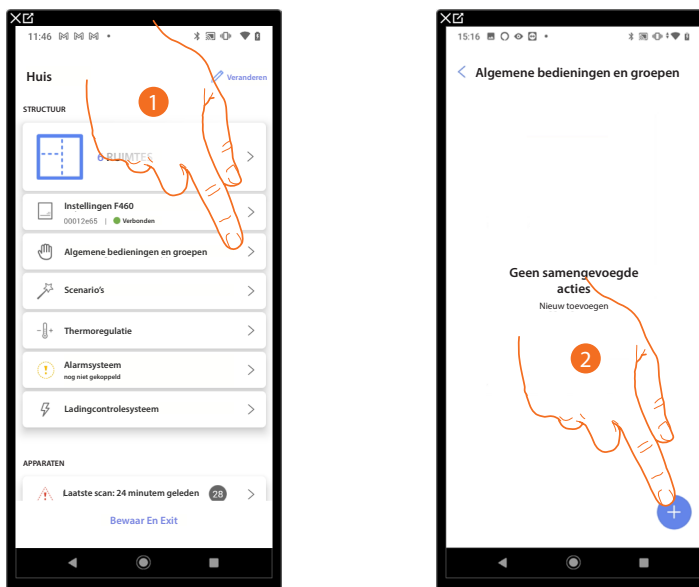 11:46
Huis
Veranderen
STRUCTUUR
1
6 RUIMTES
Instellingen F460
00012e65 | Verbonden
Algemene bedieningen en groepen
Scenario's
Thermoregulatie
Alarmsysteem
nog niet gekoppeld
Ladingcontrolesysteem
APPARATEN
Laatste scan: 24 minutem geleden 28
Bewaar En Exit
15:16
Algemene bedieningen en groepen
Geen samengevoegde
acties
Nieuw toevoegen
2